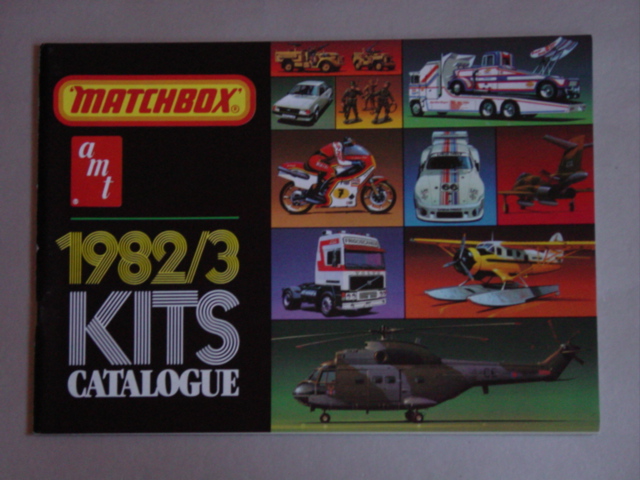 MATCHBOX®
amt®
1982/3
KITS
CATALOGUE